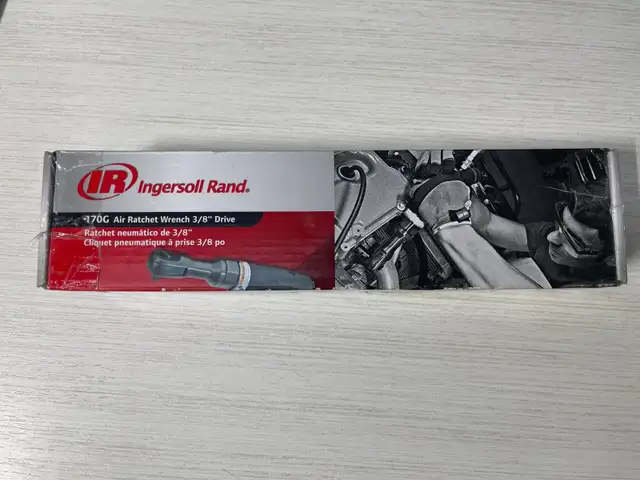 IR Ingersoll Rand®
170G Air Ratchet Wrench 3/8" Drive
Ratchet neumático de 3/8"
Cliquet pneumatique à prise 3/8 po